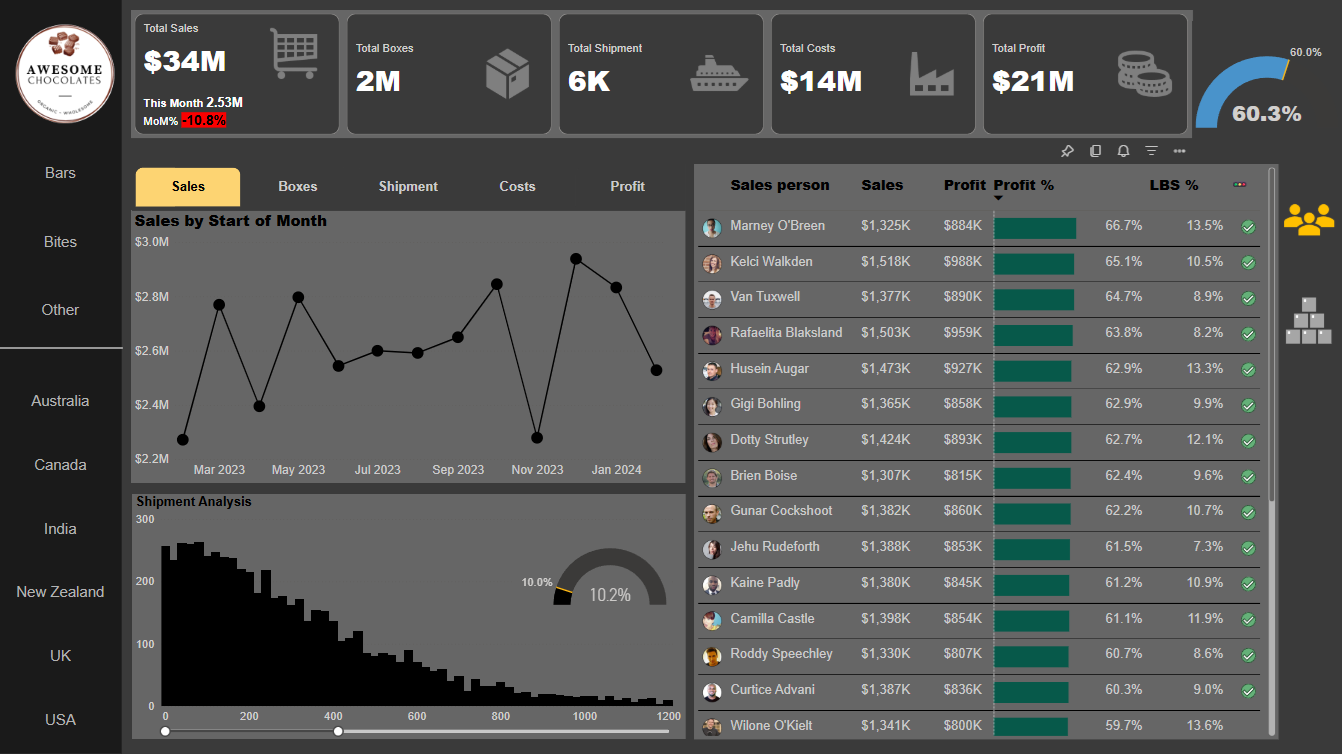 AWESOME
CHOCOLATES
ORGANIC • WHOLESOME
Bars
Bites
Other
Australia
Canada
India
New Zealand
UK
USA
Total Sales
$34M
This Month 2.53M
MoM% -10.8%
Total Boxes
2M
Total Shipment
6K
Total Costs
$14M
Total Profit
$21M
60.0%
60.3%
Sales Boxes Shipment Costs Profit
Sales by Start of Month
$3.0M
$2.8M
$2.6M
$2.4M
$2.2M
Mar 2023 May 2023 Jul 2023 Sep 2023 Nov 2023 Jan 2024
Shipment Analysis
300
200
100
0
0 200 400 600 800 1000 1200
10.0%
10.2%
Sales person Sales Profit Profit % LBS %
Marney O'Breen $1,325K $884K 66.7% 13.5%
Kelci Walkden $1,518K $988K 65.1% 10.5%
Van Tuxwell $1,377K $890K 64.7% 8.9%
Rafaelita Blaksland $1,503K $959K 63.8% 8.2%
Husein Augar $1,473K $927K 62.9% 13.3%
Gigi Bohling $1,365K $858K 62.9% 9.9%
Dotty Strutley $1,424K $893K 62.7% 12.1%
Brien Boise $1,307K $815K 62.4% 9.6%
Gunar Cockshoot $1,382K $860K 62.2% 10.7%
Jehu Rudeforth $1,388K $853K 61.5% 7.3%
Kaine Padly $1,380K $845K 61.2% 10.9%
Camilla Castle $1,398K $854K 61.1% 11.9%
Roddy Speechley $1,330K $807K 60.7% 8.6%
Curtice Advani $1,387K $836K 60.3% 9.0%
Wilone O'Kielt $1,341K $800K 59.7% 13.6%